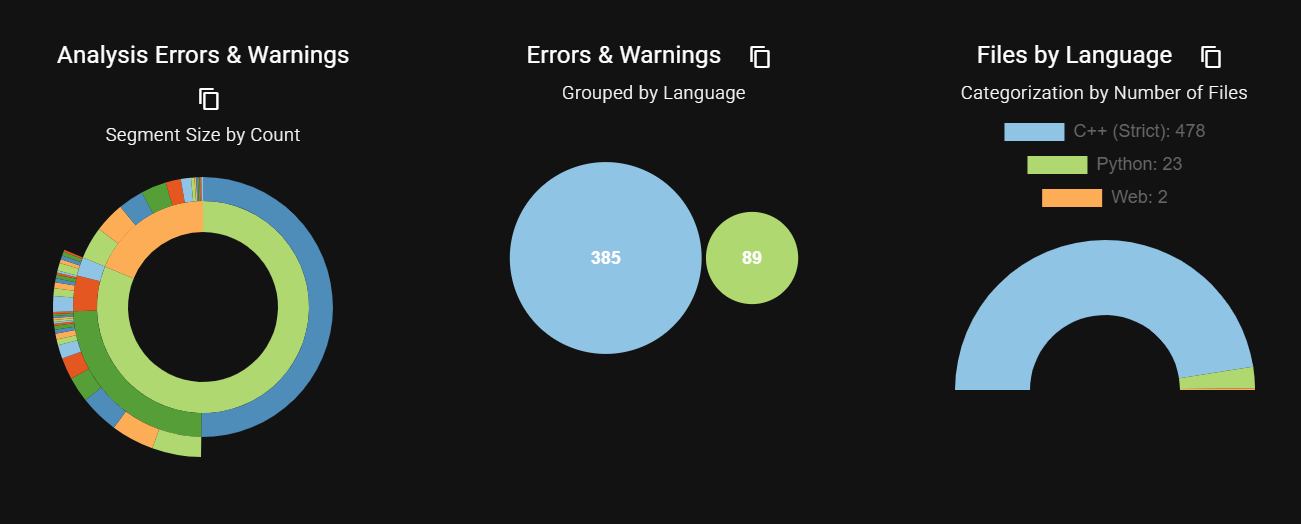 Analysis Errors & Warnings
Segment Size by Count
Errors & Warnings
Grouped by Language
385
89
Files by Language
Categorization by Number of Files
C++ (Strict): 478
Python: 23
Web: 2